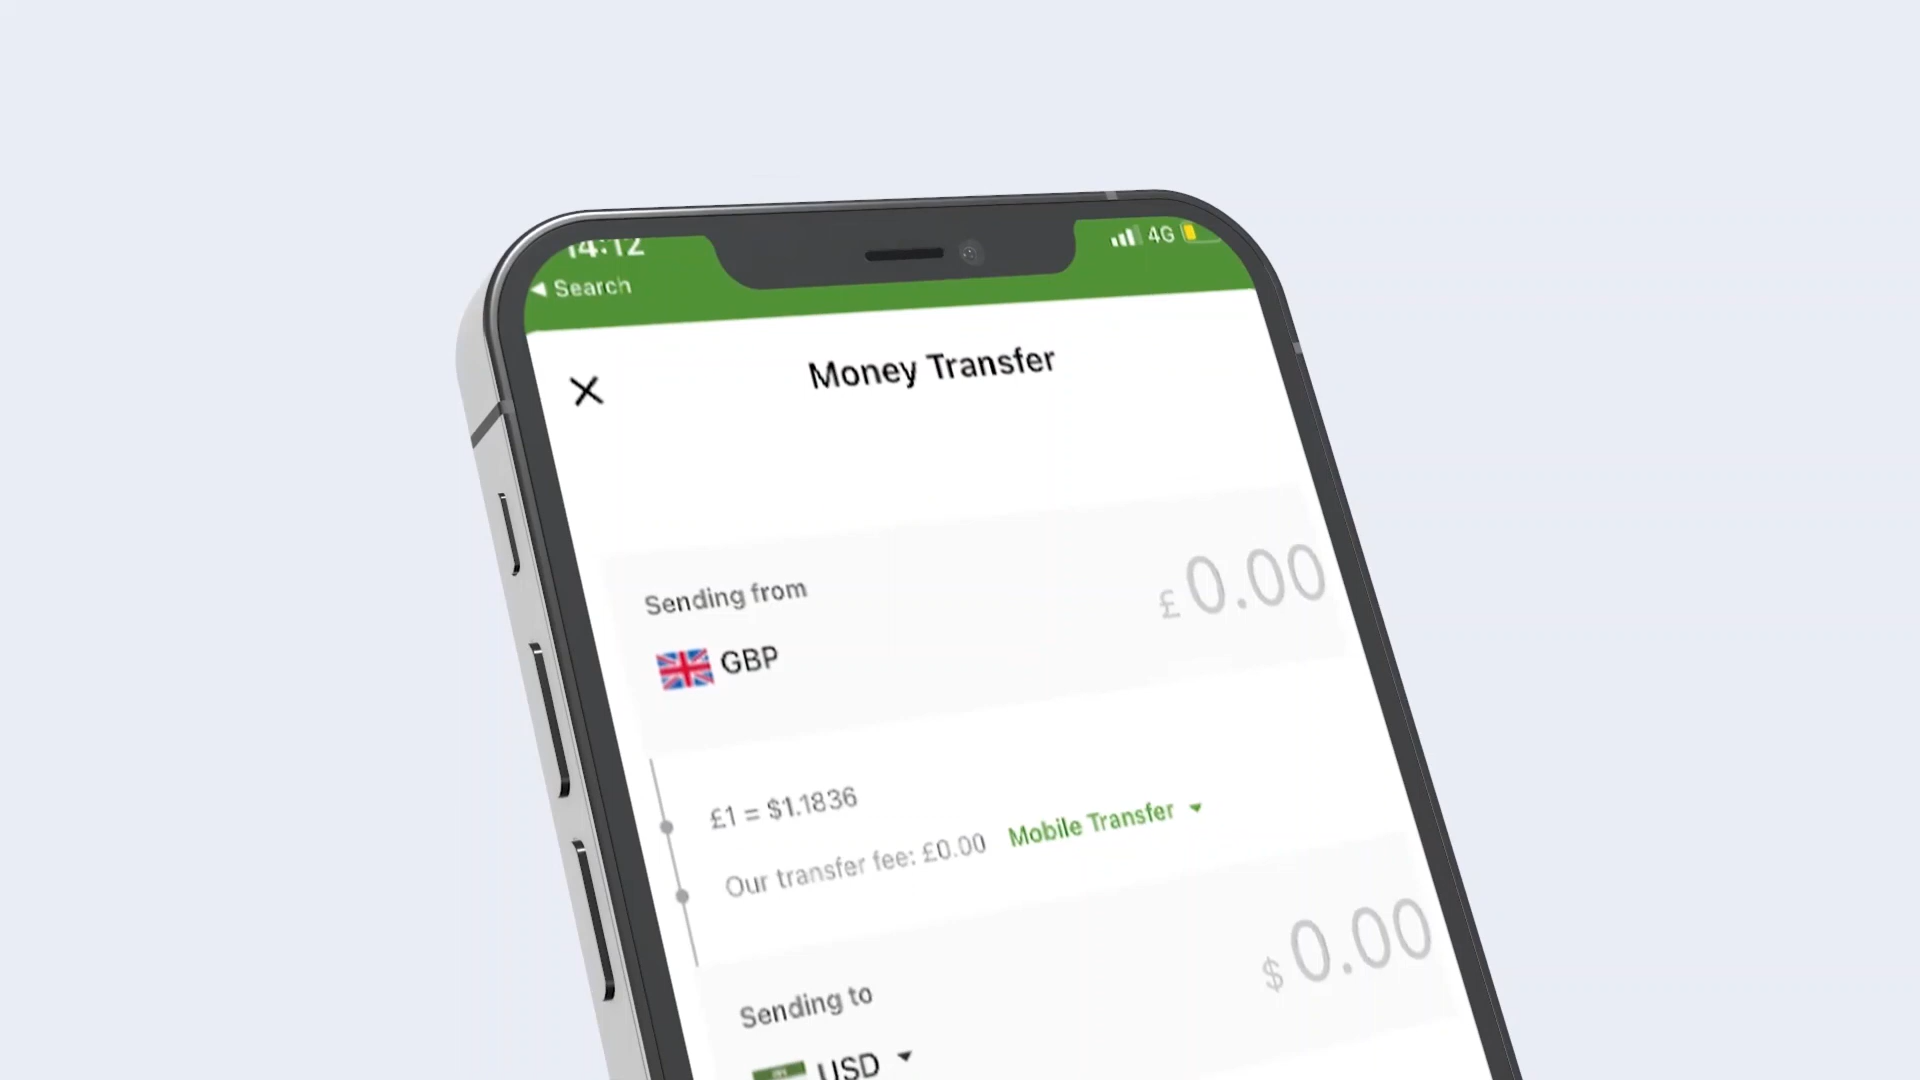 14:12
4G
◀ Search
Money Transfer
Sending from
£0.00
GBP
£1 = $1.1836
Our transfer fee: £0.00 Mobile Transfer
Sending to
$0.00
USD